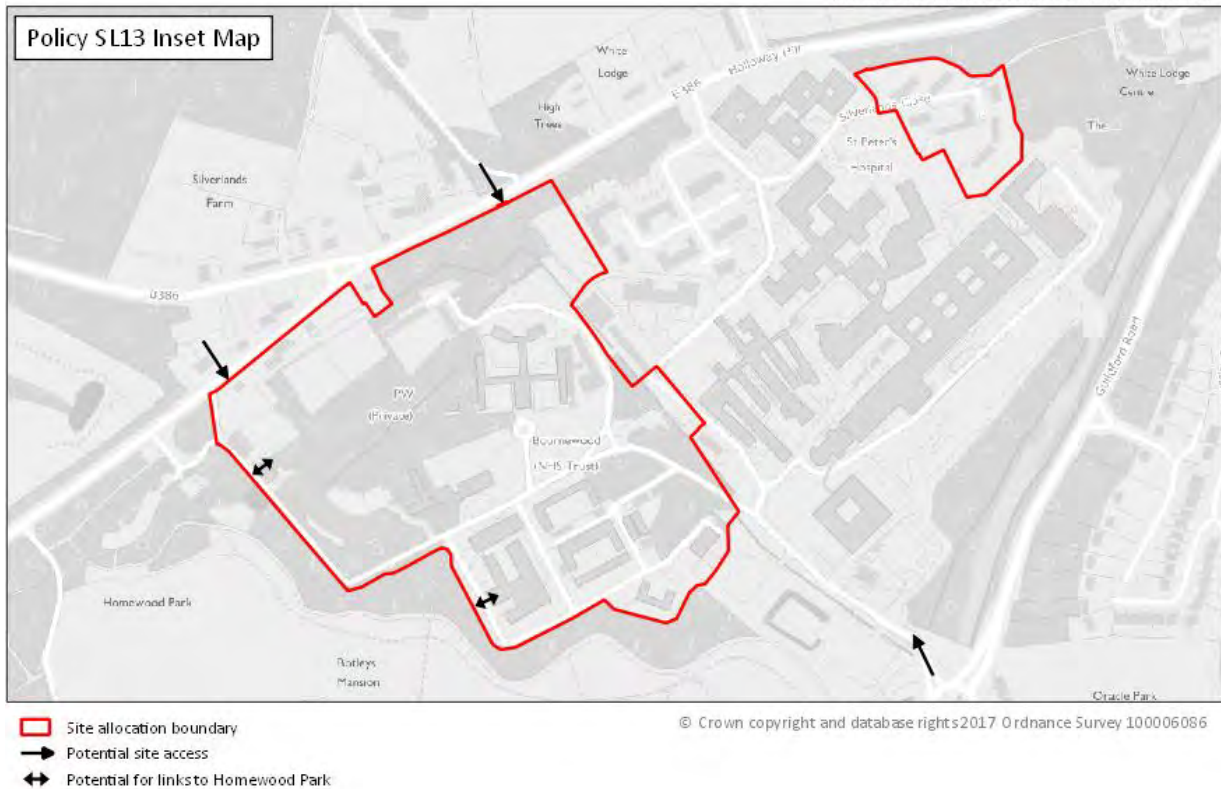 Policy SL13 Inset Map
White
Lodge
B386
Holloway Hill
White Lodge
Centre
High
Trees
Silverlands Close
St Peter's
Hospital
The
Silverlands
Farm
B386
Guildford Road
PW
(Private)
Bournewood
(NHS Trust)
Homewood Park
Botleys
Mansion
Oracle Park
Site allocation boundary
© Crown copyright and database rights 2017 Ordnance Survey 100006086
Potential site access
Potential for links to Homewood Park